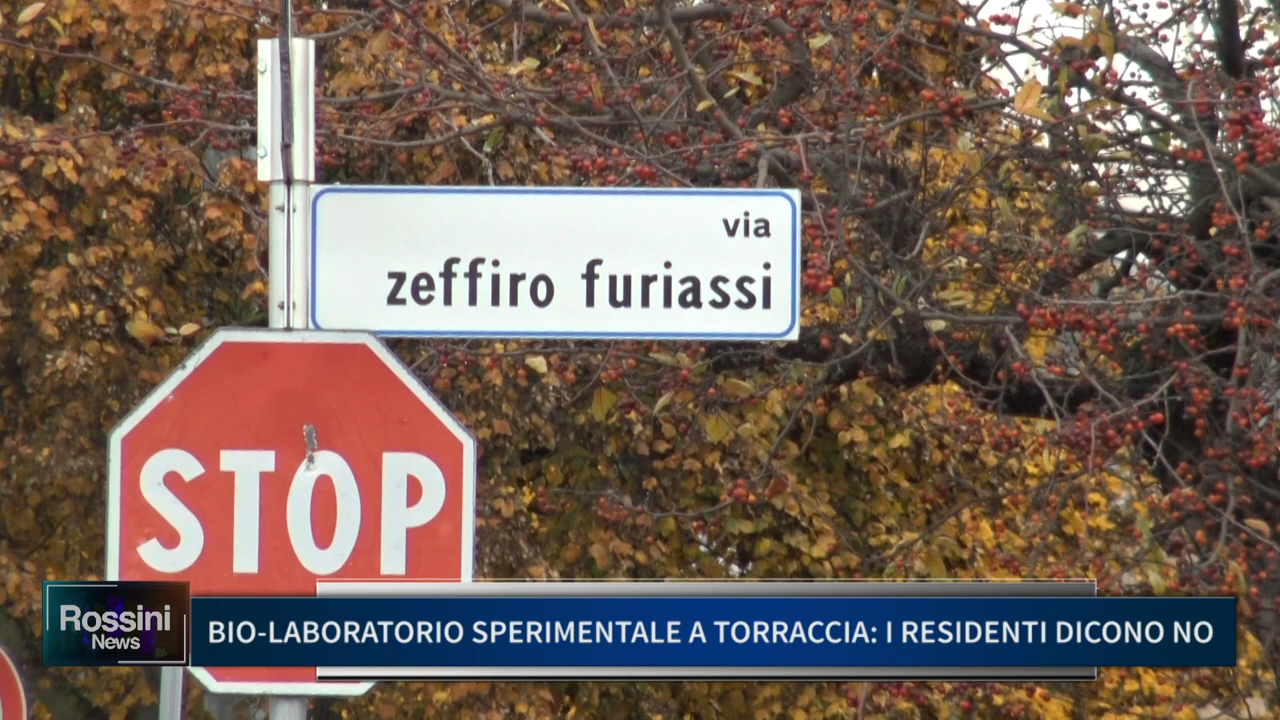 via
zeffiro furiassi
STOP
Rossini
News
BIO-LABORATORIO SPERIMENTALE A TORRACCIA: I RESIDENTI DICONO NO